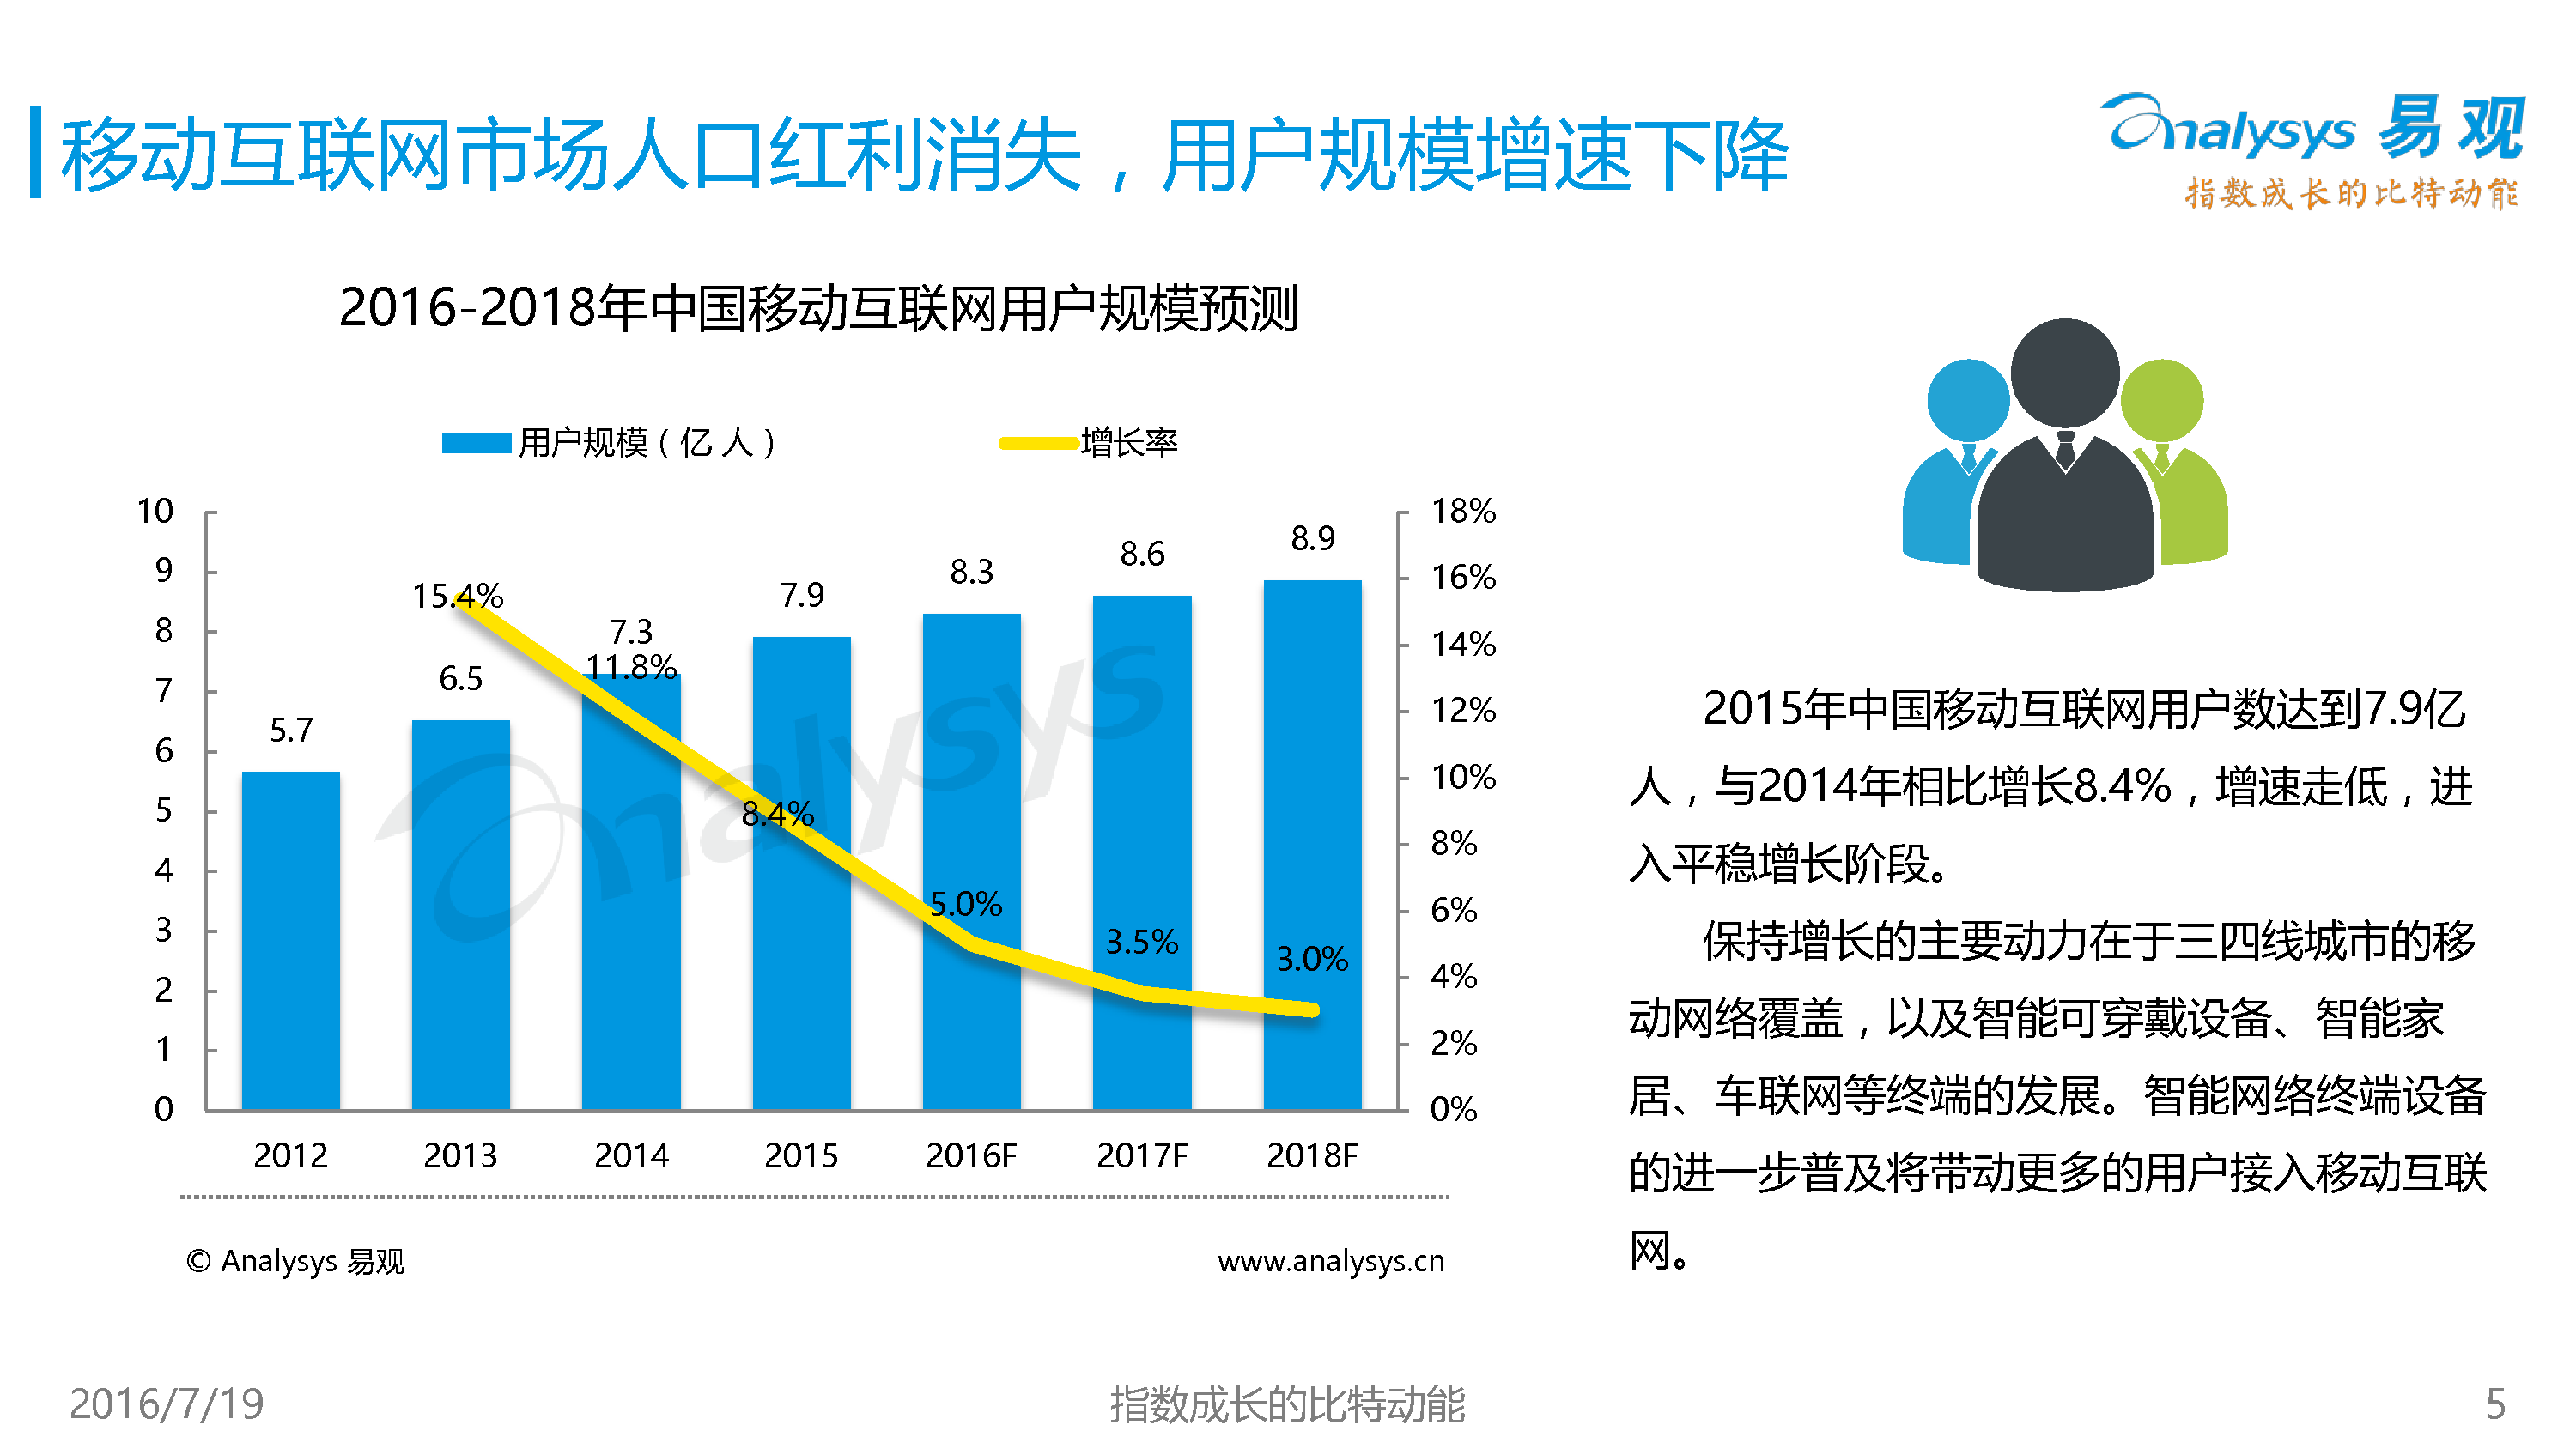 移动互联网市场人口红利消失，用户规模增速下降
analysys 易观
指数成长的比特动能
2016-2018年中国移动互联网用户规模预测
用户规模（亿人） 增长率
10
9
8
7
6
5
4
3
2
1
0
18%
16%
14%
12%
10%
8%
6%
4%
2%
0%
5.7
6.5
7.3
7.9
8.3
8.6
8.9
15.4%
11.8%
8.4%
5.0%
3.5%
3.0%
analysys
2012 2013 2014 2015 2016F 2017F 2018F
© Analysys 易观 www.analysys.cn
2015年中国移动互联网用户数达到7.9亿
人，与2014年相比增长8.4%，增速走低，进
入平稳增长阶段。
保持增长的主要动力在于三四线城市的移
动网络覆盖，以及智能可穿戴设备、智能家
居、车联网等终端的发展。智能网络终端设备
的进一步普及将带动更多的用户接入移动互联
网。
2016/7/19 指数成长的比特动能 5